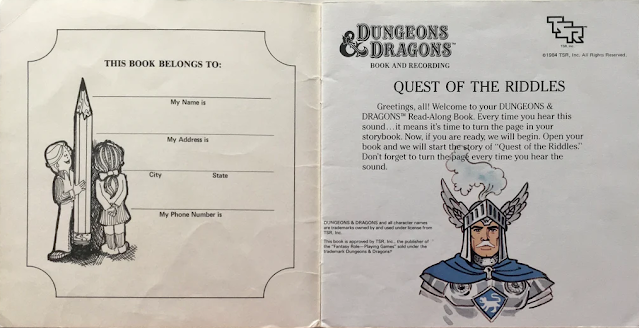 THIS BOOK BELONGS TO:
My Name is
My Address is
City State
My Phone Number is
DUNGEONS
& DRAGONS™
BOOK AND RECORDING
TSR
TSR, Inc.
©1984 TSR, Inc. All Rights Reserved.
QUEST OF THE RIDDLES
Greetings, all! Welcome to your DUNGEONS &
DRAGONS™ Read-Along Book. Every time you hear this
sound...it means it's time to turn the page in your
storybook. Now, if you are ready, we will begin. Open your
book and we will start the story of "Quest of the Riddles."
Don't forget to turn the page every time you hear the
sound.
DUNGEONS & DRAGONS and all character names
are trademarks owned by and used under license from
TSR, Inc.
This book is approved by TSR, Inc., the publisher of
the "Fantasy Role—Playing Games" sold under the
trademark Dungeons & Dragons?